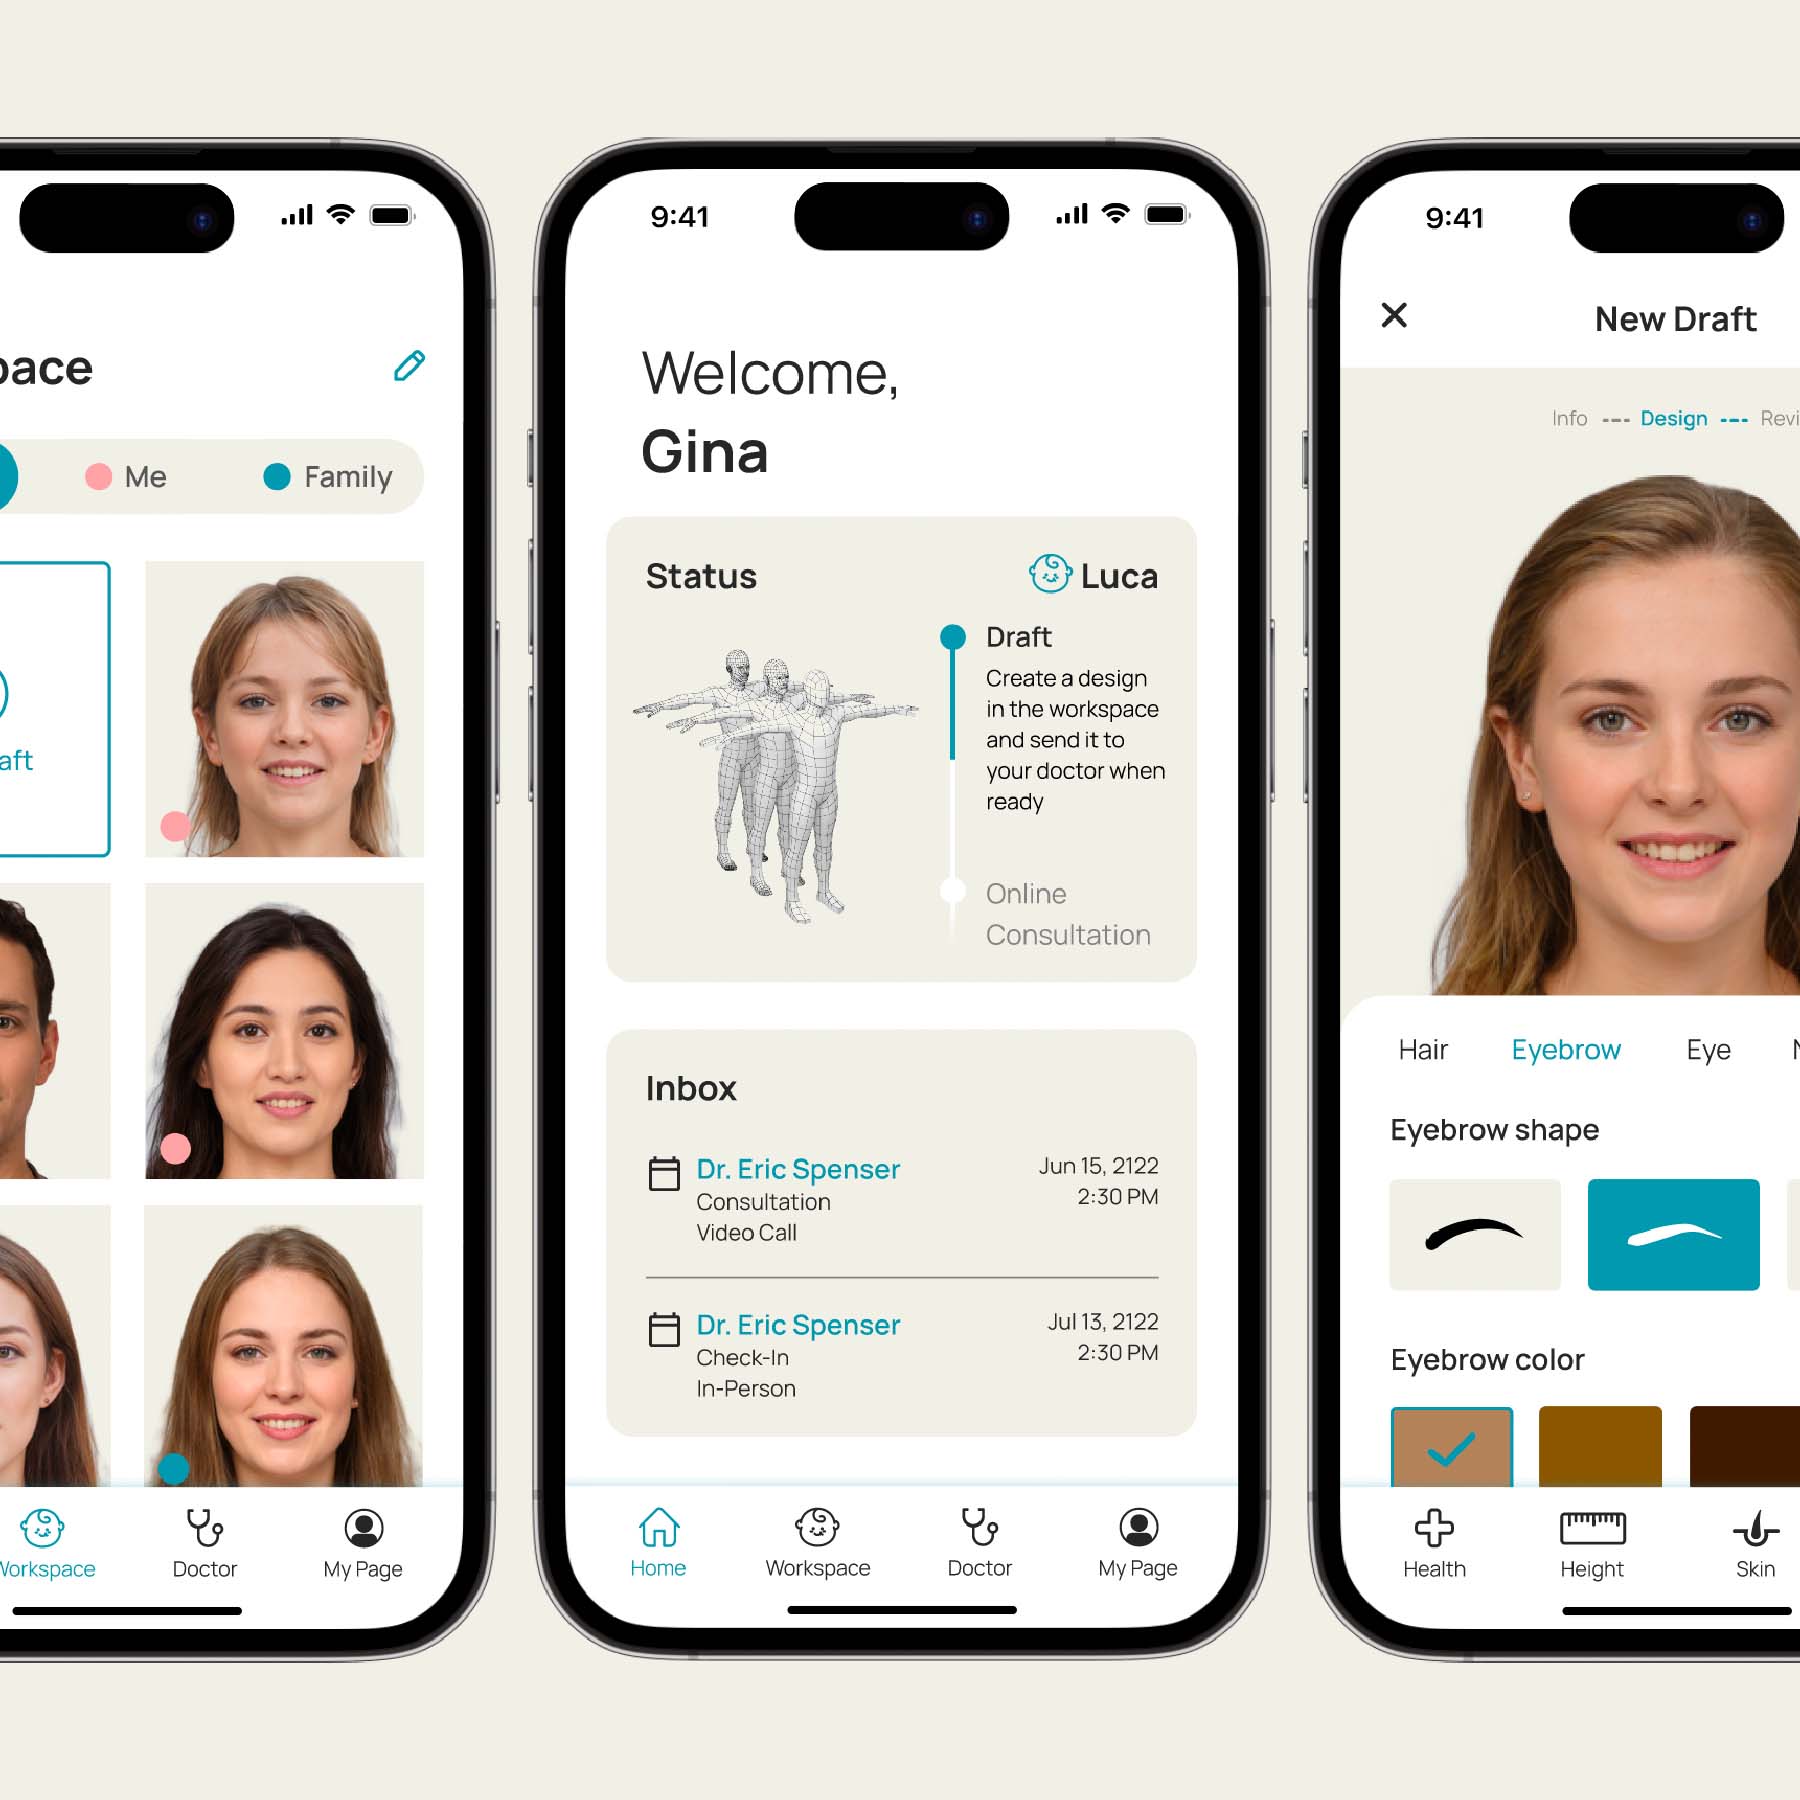 pace
Me
Family
aft
Workspace
Doctor
My Page
9:41
Welcome,
Gina
Status
Luca
Draft
Create a design
in the workspace
and send it to
your doctor when
ready
Online
Consultation
Inbox
Dr. Eric Spenser
Jun 15, 2122
Consultation
2:30 PM
Video Call
Dr. Eric Spenser
Jul 13, 2122
Check-In
2:30 PM
In-Person
Home
Workspace
Doctor
My Page
9:41
New Draft
Info --- Design --- Revi
Hair
Eyebrow
Eye
Eyebrow shape
Eyebrow color
Health
Height
Skin